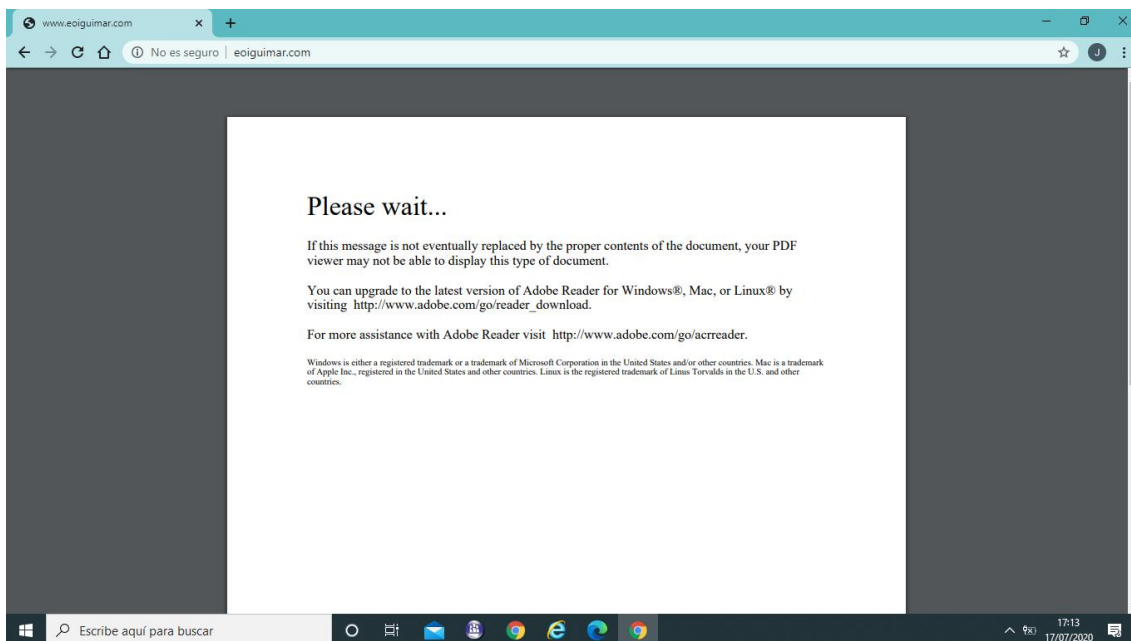 www.eoiguimar.com
No es seguro | eoiguimar.com
J
Please wait...
If this message is not eventually replaced by the proper contents of the document, your PDF
viewer may not be able to display this type of document.
You can upgrade to the latest version of Adobe Reader for Windows®, Mac, or Linux® by
visiting http://www.adobe.com/go/reader_download.
For more assistance with Adobe Reader visit http://www.adobe.com/go/acrreader.
Windows is either a registered trademark or a trademark of Microsoft Corporation in the United States and/or other countries. Mac is a trademark
of Apple Inc., registered in the United States and other countries. Linux is the registered trademark of Linus Torvalds in the U.S. and other
countries.
Escribe aquí para buscar
17:13
17/07/2020